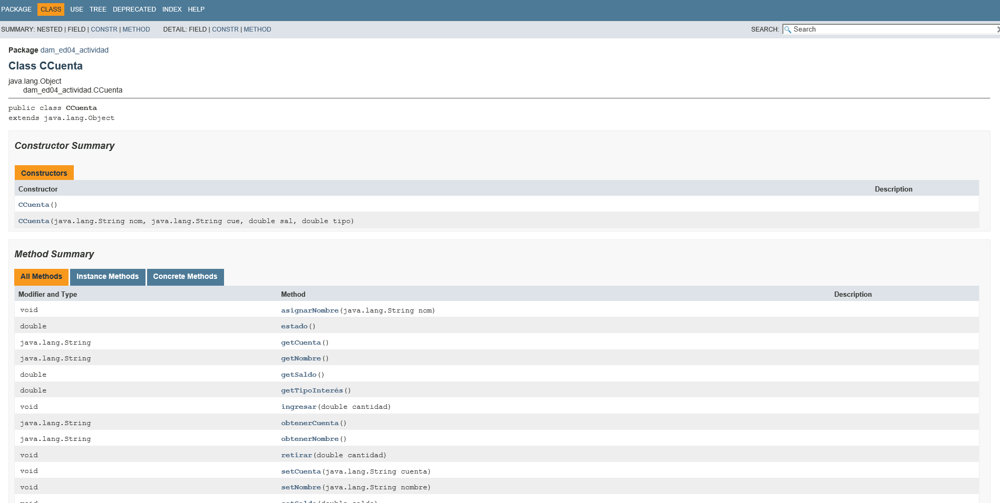 PACKAGE CLASS USE TREE DEPRECATED INDEX HELP
SUMMARY: NESTED | FIELD | CONSTR | METHOD DETAIL: FIELD | CONSTR | METHOD SEARCH: Search
Package dam_ed04_actividad
Class CCuenta
java.lang.Object
dam_ed04_actividad.CCuenta
public class CCuenta
extends java.lang.Object
Constructor Summary
Constructors
Constructor Description
CCuenta()
CCuenta(java.lang.String nom, java.lang.String cue, double sal, double tipo)
Method Summary
All Methods Instance Methods Concrete Methods
Modifier and Type Method Description
void asignarNombre(java.lang.String nom)
double estado()
java.lang.String getCuenta()
java.lang.String getNombre()
double getSaldo()
double getTipoInterés()
void ingresar(double cantidad)
java.lang.String obtenerCuenta()
java.lang.String obtenerNombre()
void retirar(double cantidad)
void setCuenta(java.lang.String cuenta)
void setNombre(java.lang.String nombre)
void setSaldo(double saldo)